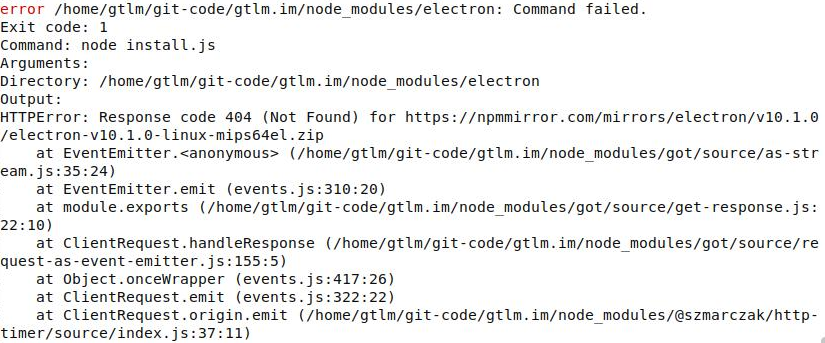 error /home/gtlm/git-code/gtlm.im/node_modules/electron: Command failed.
Exit code: 1
Command: node install.js
Arguments:
Directory: /home/gtlm/git-code/gtlm.im/node_modules/electron
Output:
HTTPError: Response code 404 (Not Found) for https://npmmirror.com/mirrors/electron/v10.1.0
/electron-v10.1.0-linux-mips64el.zip
    at EventEmitter.<anonymous> (/home/gtlm/git-code/gtlm.im/node_modules/got/source/as-str
eam.js:35:24)
    at EventEmitter.emit (events.js:310:20)
    at module.exports (/home/gtlm/git-code/gtlm.im/node_modules/got/source/get-response.js:
22:10)
    at ClientRequest.handleResponse (/home/gtlm/git-code/gtlm.im/node_modules/got/source/re
quest-as-event-emitter.js:155:5)
    at Object.onceWrapper (events.js:417:26)
    at ClientRequest.emit (events.js:322:22)
    at ClientRequest.origin.emit (/home/gtlm/git-code/gtlm.im/node_modules/@szmarczak/http-
timer/source/index.js:37:11)